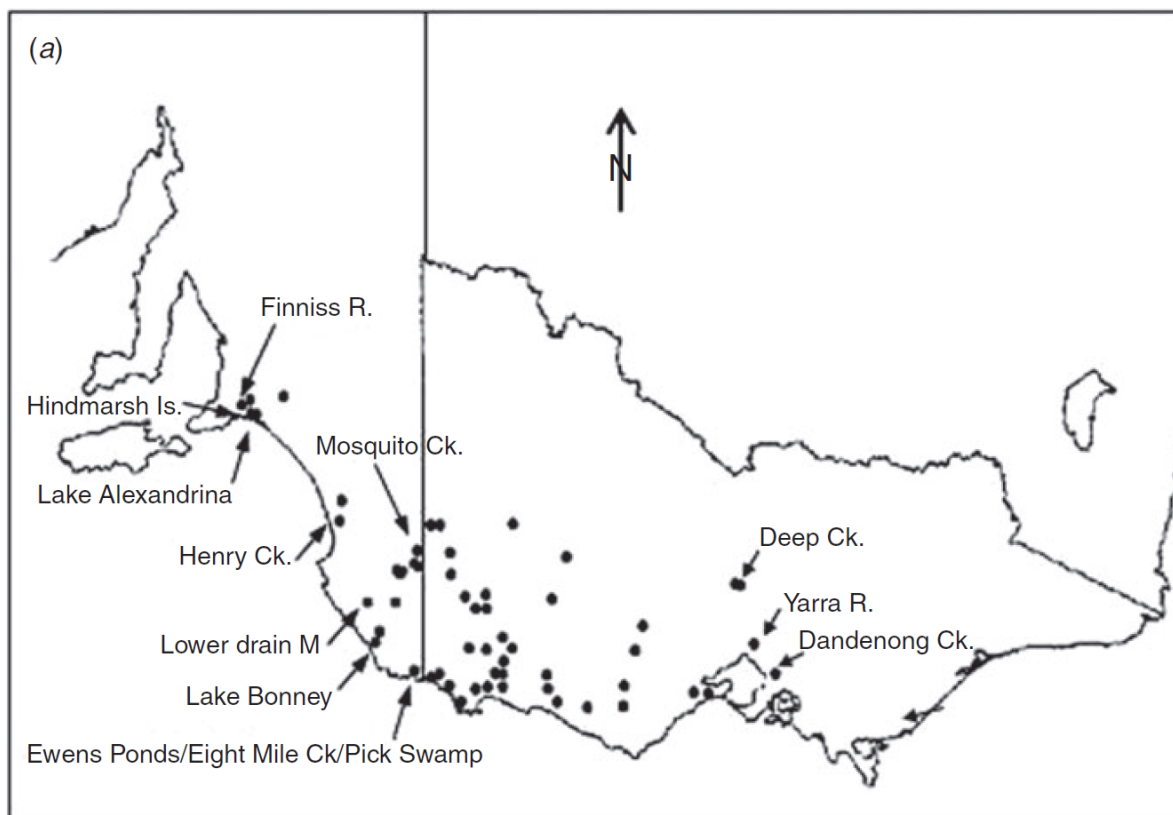 (a)
N
Finniss R.
Hindmarsh Is.
Mosquito Ck.
Lake Alexandrina
Henry Ck.
Deep Ck.
Yarra R.
Lower drain M
Dandenong Ck.
Lake Bonney
Ewens Ponds/Eight Mile Ck/Pick Swamp